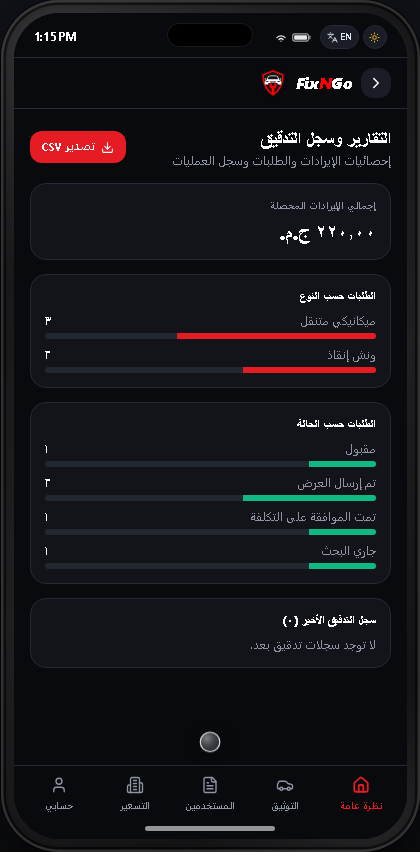 1:15 PM
EN
FixNGo
التقارير وسجل التدقيق
إحصائيات الإيرادات والطلبات وسجل العمليات
تصدير CSV
إجمالي الإيرادات المحصلة
٢٢٠٫٠٠ ج.م.
الطلبات حسب النوع
ميكانيكي متنقل ٣
ونش إنقاذ ٢
الطلبات حسب الحالة
مقبول ١
تم إرسال العرض ٢
تمت الموافقة على التكلفة ١
جاري البحث ١
سجل التدقيق الأخير (٠)
لا توجد سجلات تدقيق بعد.
نظرة عامة
التوثيق
المستخدمين
التسعير
حسابي